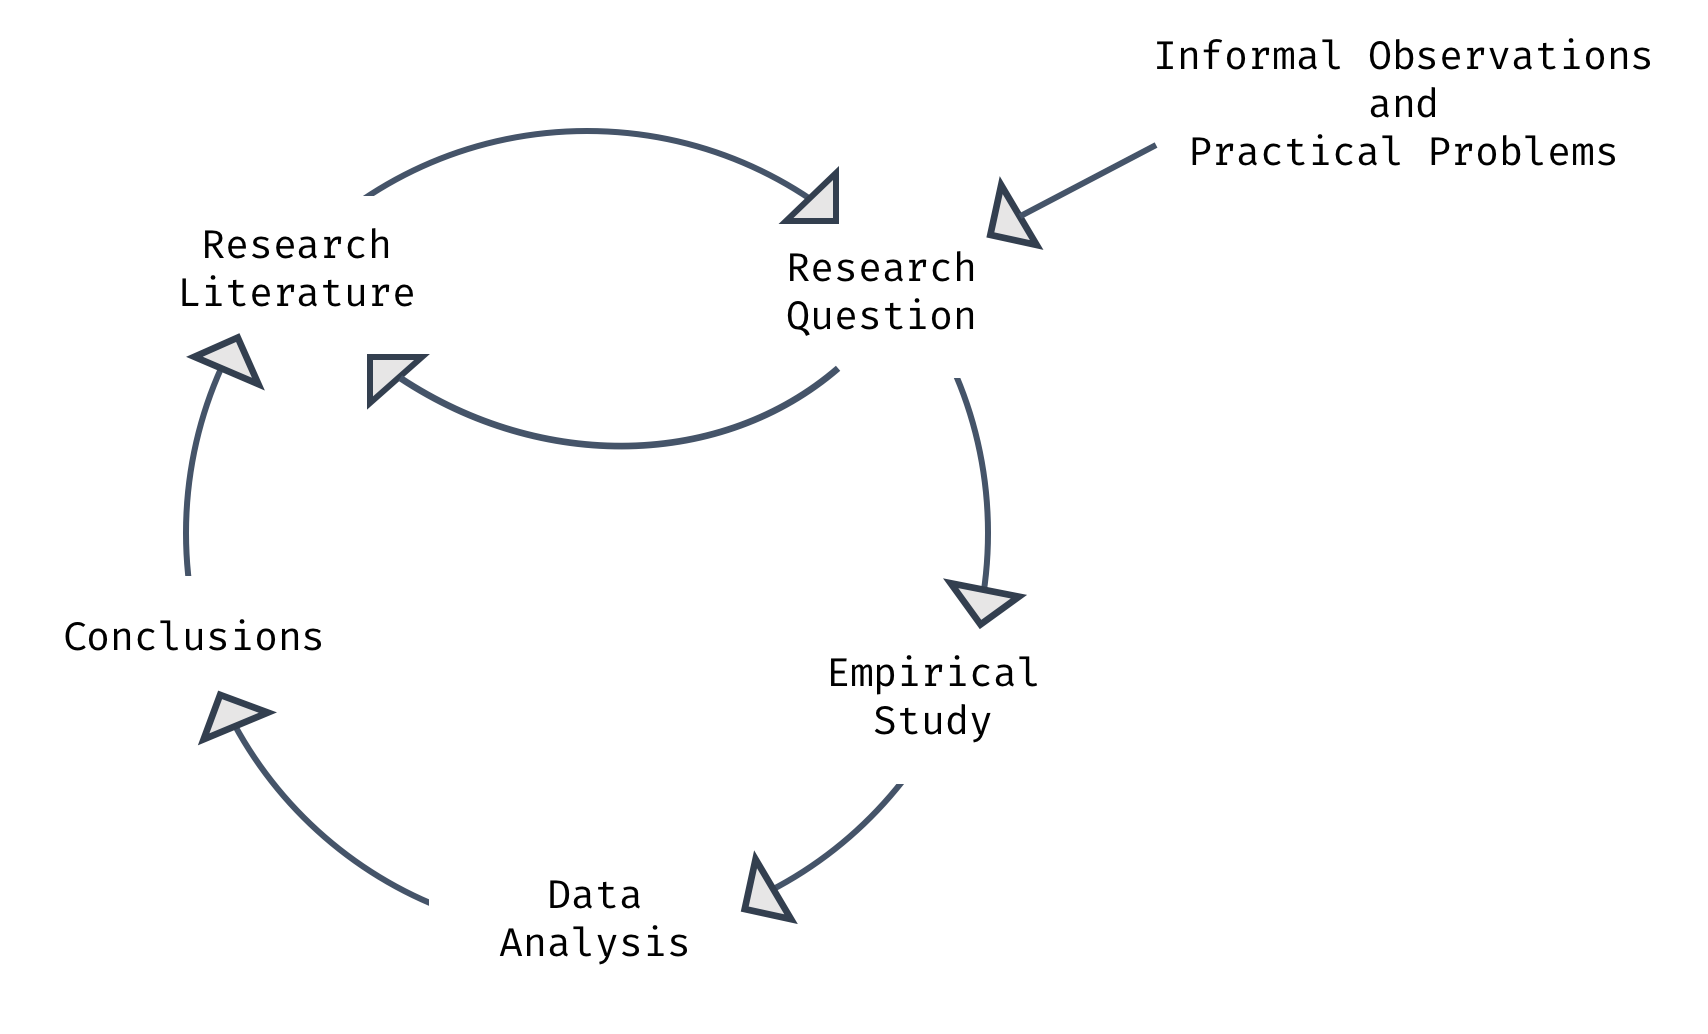 Informal Observations
and
Practical Problems
Research
Literature
Research
Question
Conclusions
Empirical
Study
Data
Analysis